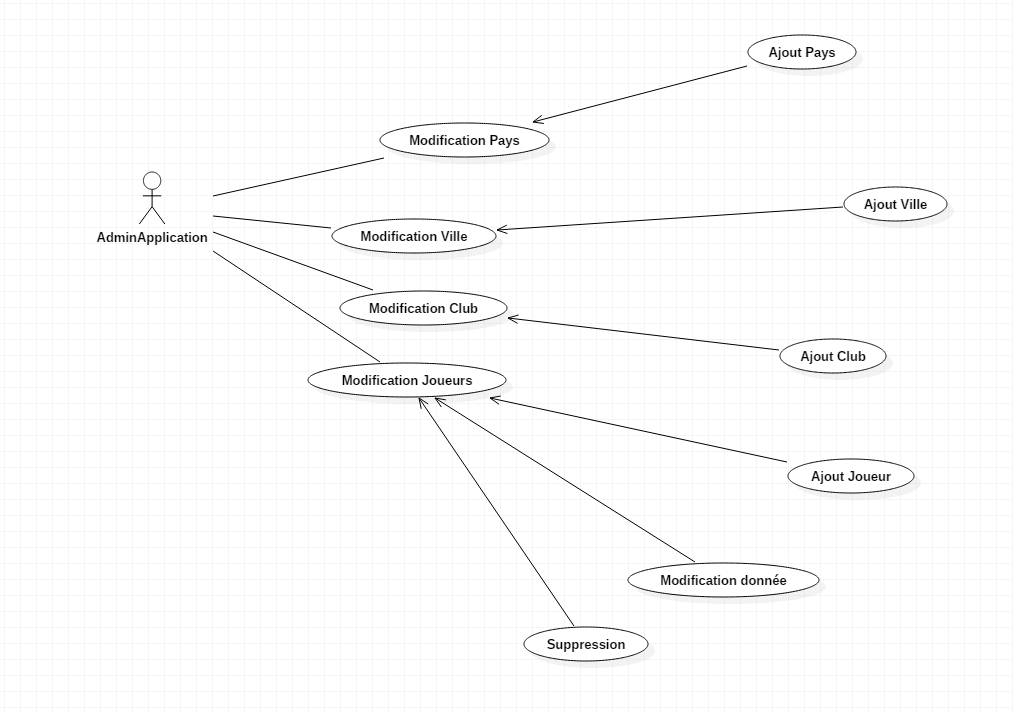 Ajout Pays
Modification Pays
Ajout Ville
AdminApplication
Modification Ville
Modification Club
Ajout Club
Modification Joueurs
Ajout Joueur
Modification donnée
Suppression